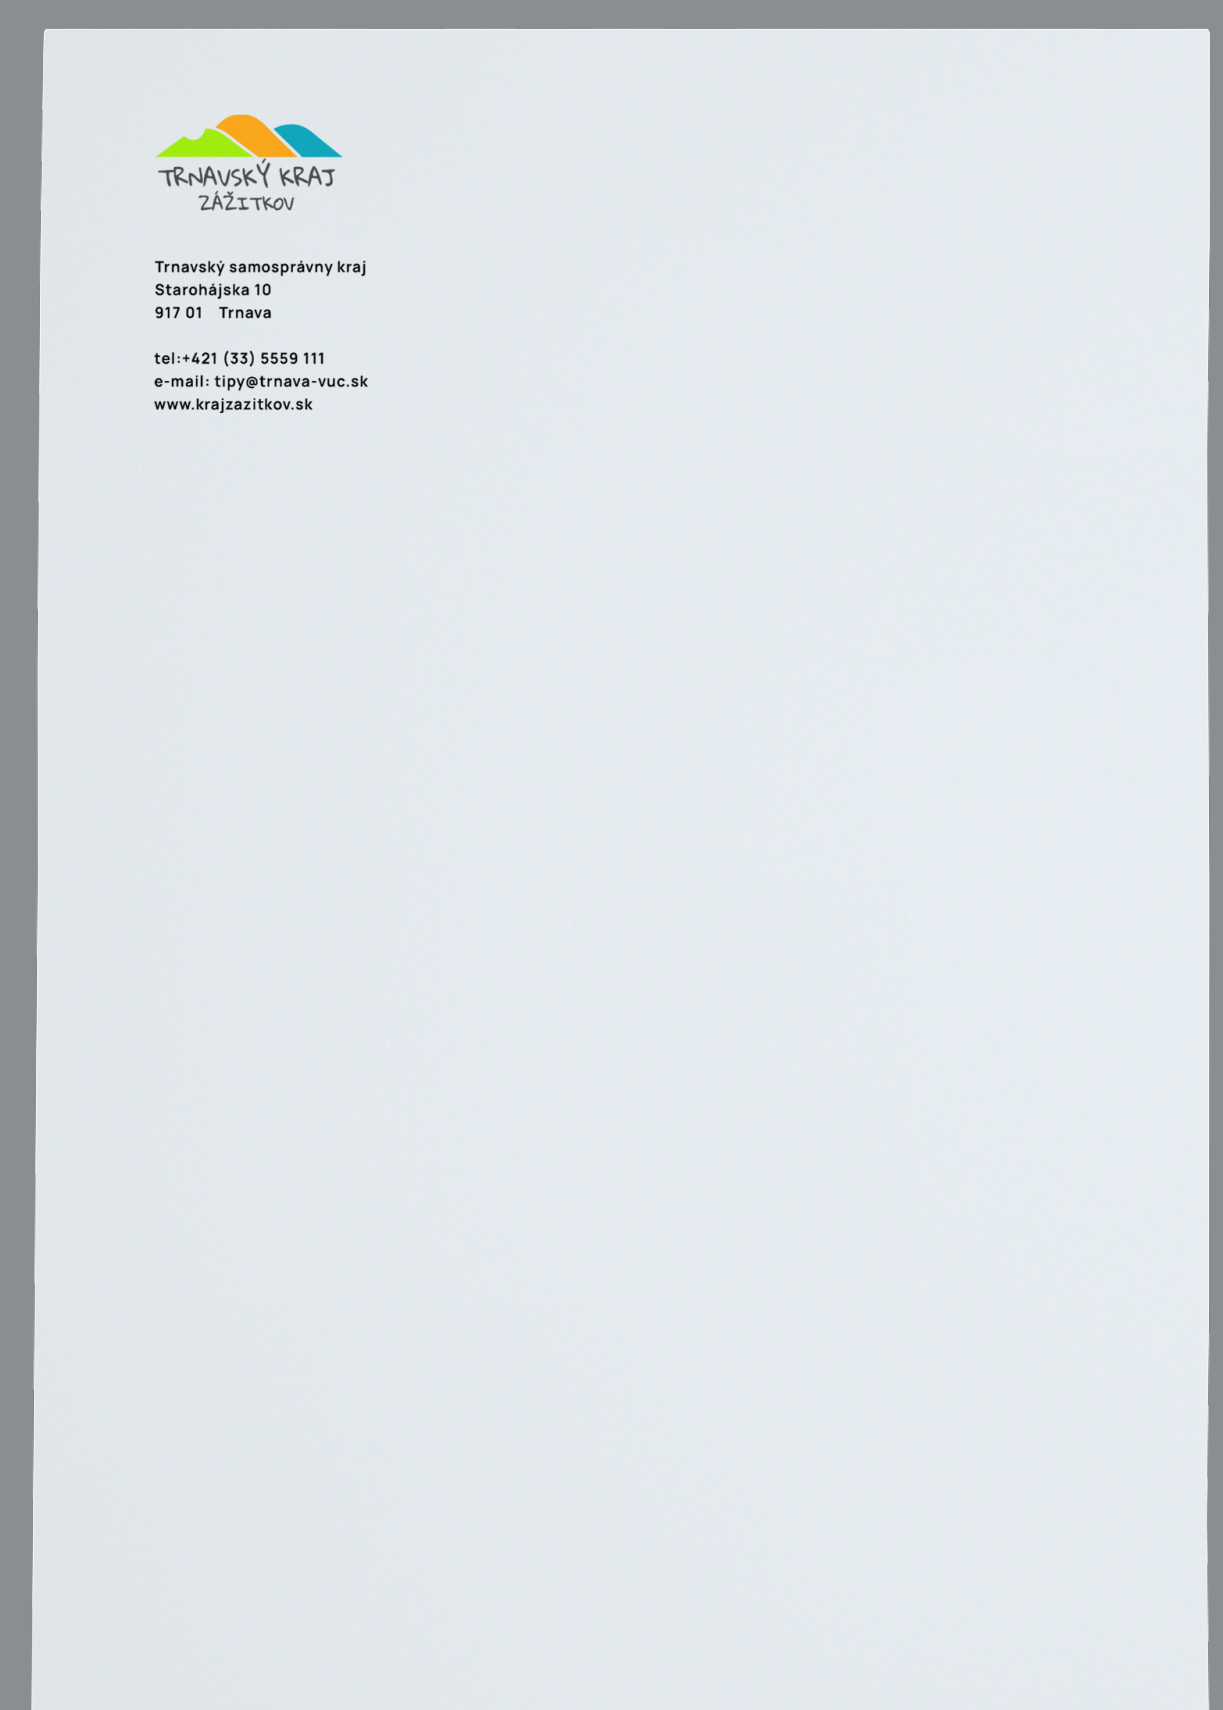 TRNAVSKÝ KRAJ
ZÁŽITKOV
Trnavský samosprávny kraj
Starohájska 10
917 01 Trnava
tel:+421 (33) 5559 111
e-mail: tipy@trnava-vuc.sk
www.krajzazitkov.sk